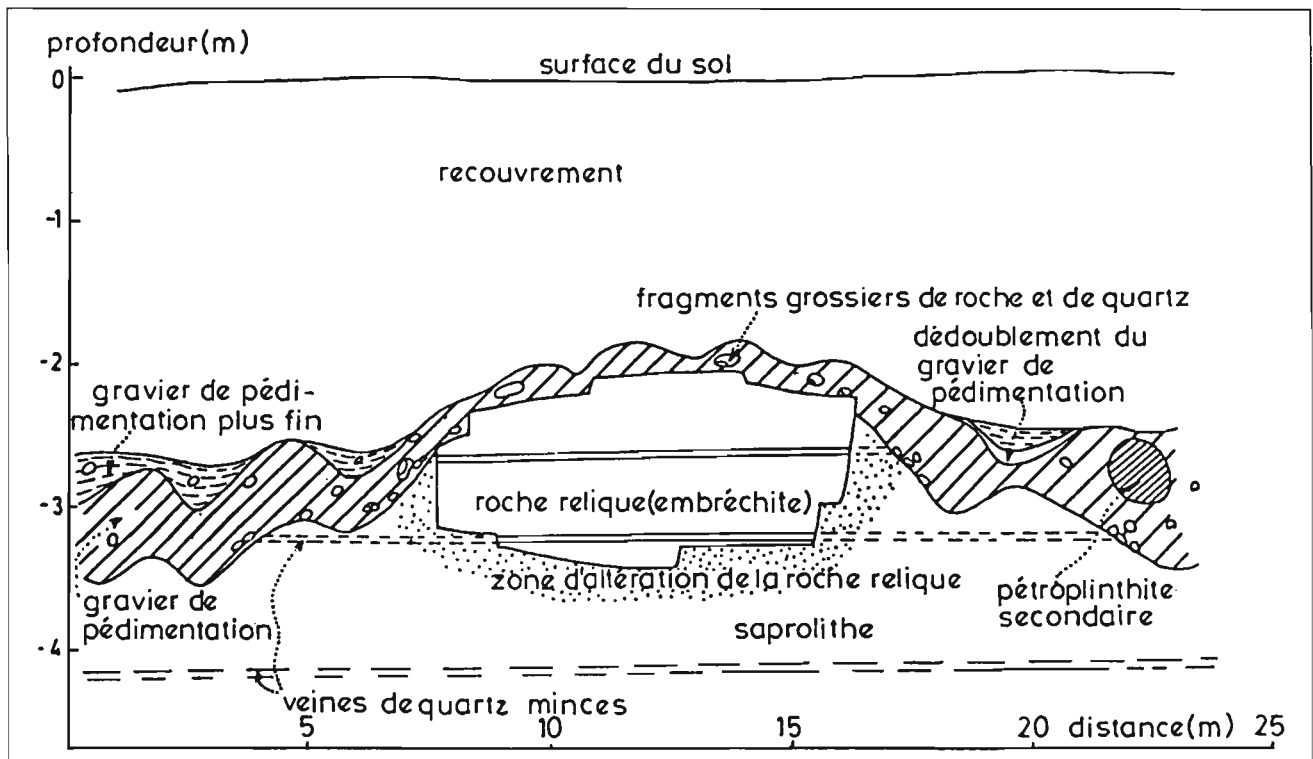 profondeur(m)
surface du sol
0
recouvrement
-1
fragments grossiers de roche et de quartz
dédoublement du
gravier de
pédimentation
-2
gravier de pédi-
mentation plus fin
-3
roche relique(embréchite)
zone d'altération de la roche relique
gravier de
pédimentation
pétroplinthite
secondaire
saprolithe
-4
veines de quartz minces
5
10
15
20
distance(m)
25